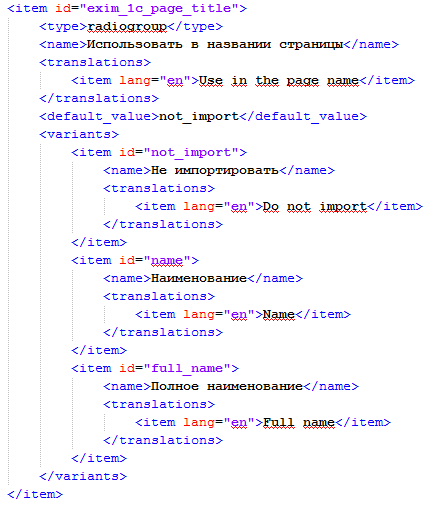 <item id="exim_1c_page_title">
<type>radiogroup</type>
<name>Использовать в названии страницы</name>
<translations>
<item lang="en">Use in the page name</item>
</translations>
<default_value>not_import</default_value>
<variants>
<item id="not_import">
<name>Не импортировать</name>
<translations>
<item lang="en">Do not import</item>
</translations>
</item>
<item id="name">
<name>Наименование</name>
<translations>
<item lang="en">Name</item>
</translations>
</item>
<item id="full_name">
<name>Полное наименование</name>
<translations>
<item lang="en">Full name</item>
</translations>
</item>
</variants>
</item>